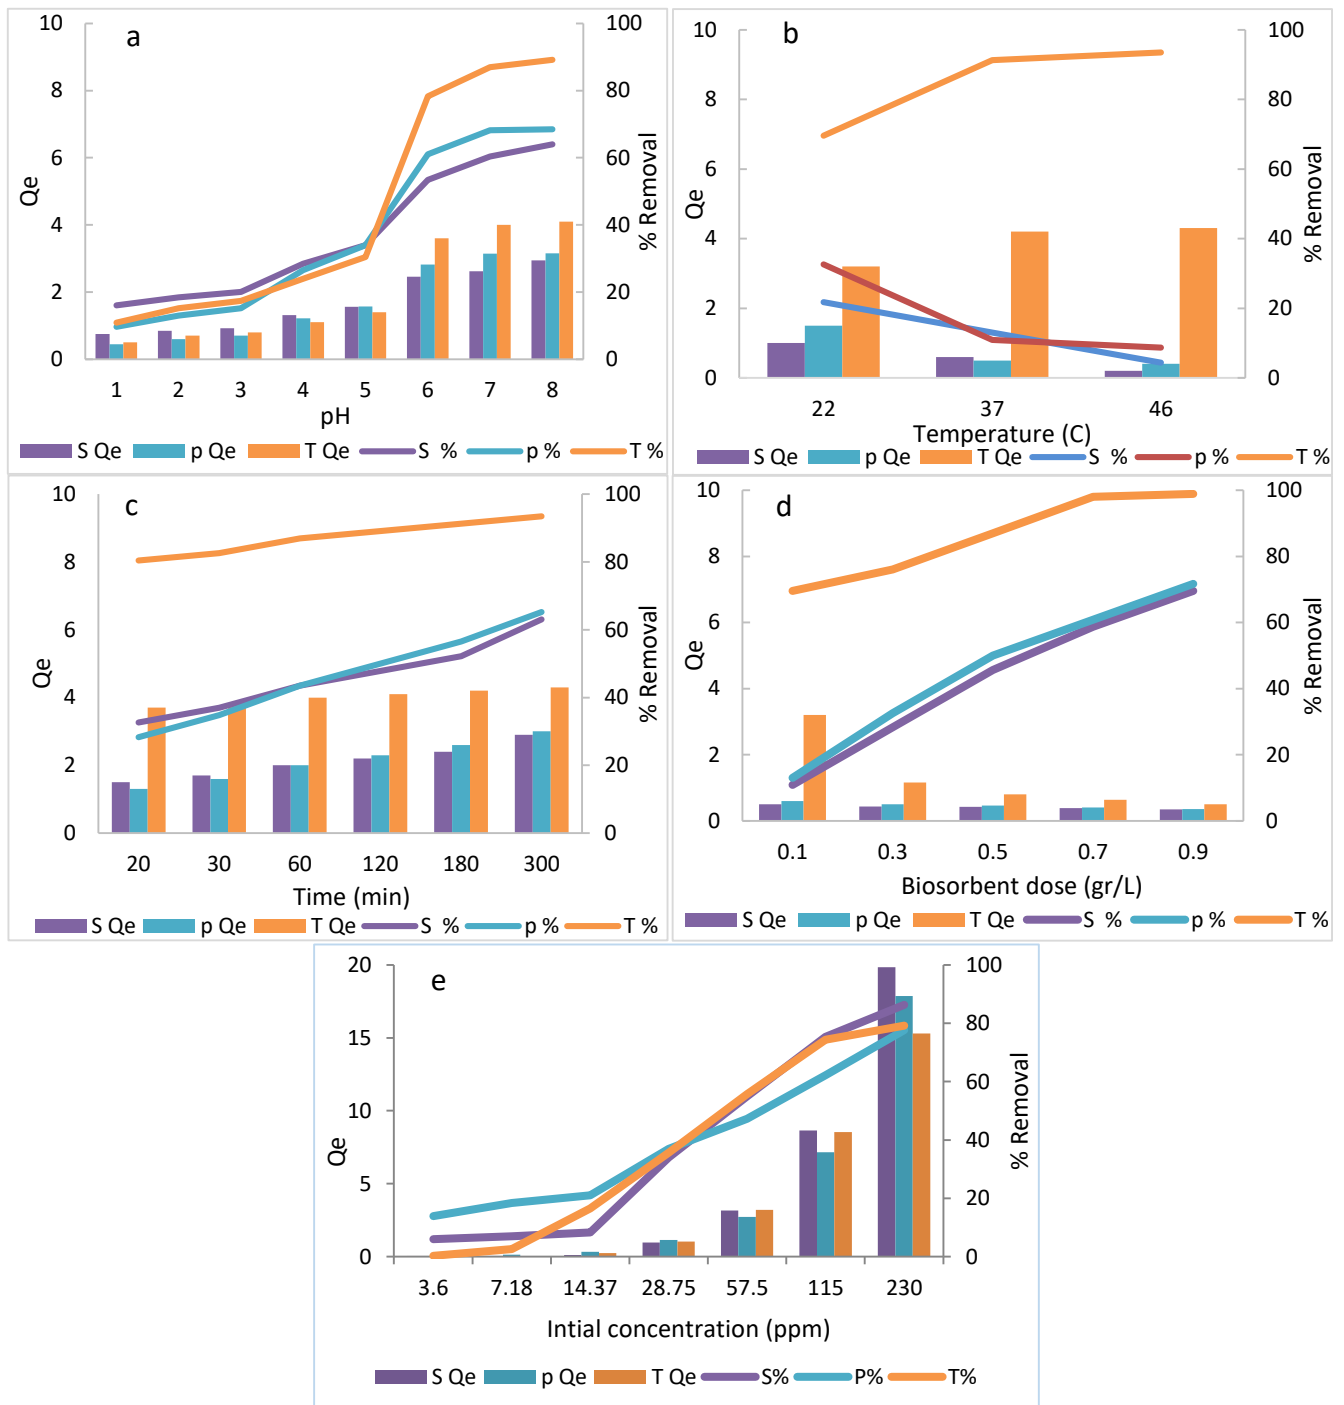 a
10
8
6
4
2
0
Qe
100
80
60
40
20
0
% Removal
1 2 3 4 5 6 7 8
pH
S Qe p Qe T Qe S % p % T %
b
10
8
6
4
2
0
Qe
100
80
60
40
20
0
% Removal
22 37 46
Temperature (C)
S Qe p Qe T Qe S % p % T %
c
10
8
6
4
2
0
Qe
100
80
60
40
20
0
% Removal
20 30 60 120 180 300
Time (min)
S Qe p Qe T Qe S % p % T %
d
10
8
6
4
2
0
Qe
100
80
60
40
20
0
% Removal
0.1 0.3 0.5 0.7 0.9
Biosorbent dose (gr/L)
S Qe p Qe T Qe S % p % T %
e
20
15
10
5
0
Qe
100
80
60
40
20
0
% Removal
3.6 7.18 14.37 28.75 57.5 115 230
Intial concentration (ppm)
S Qe p Qe T Qe S% P% T%